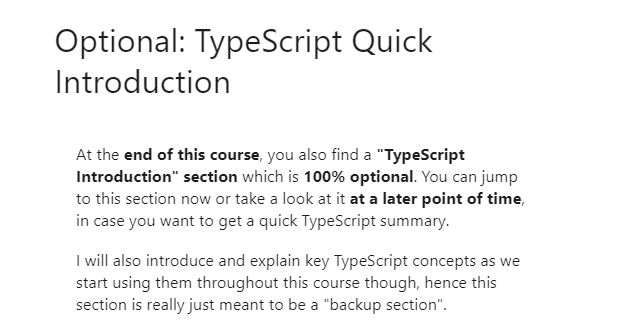 Optional: TypeScript Quick
Introduction
At the end of this course, you also find a "TypeScript
Introduction" section which is 100% optional. You can jump
to this section now or take a look at it at a later point of time,
in case you want to get a quick TypeScript summary.
I will also introduce and explain key TypeScript concepts as we
start using them throughout this course though, hence this
section is really just meant to be a "backup section".